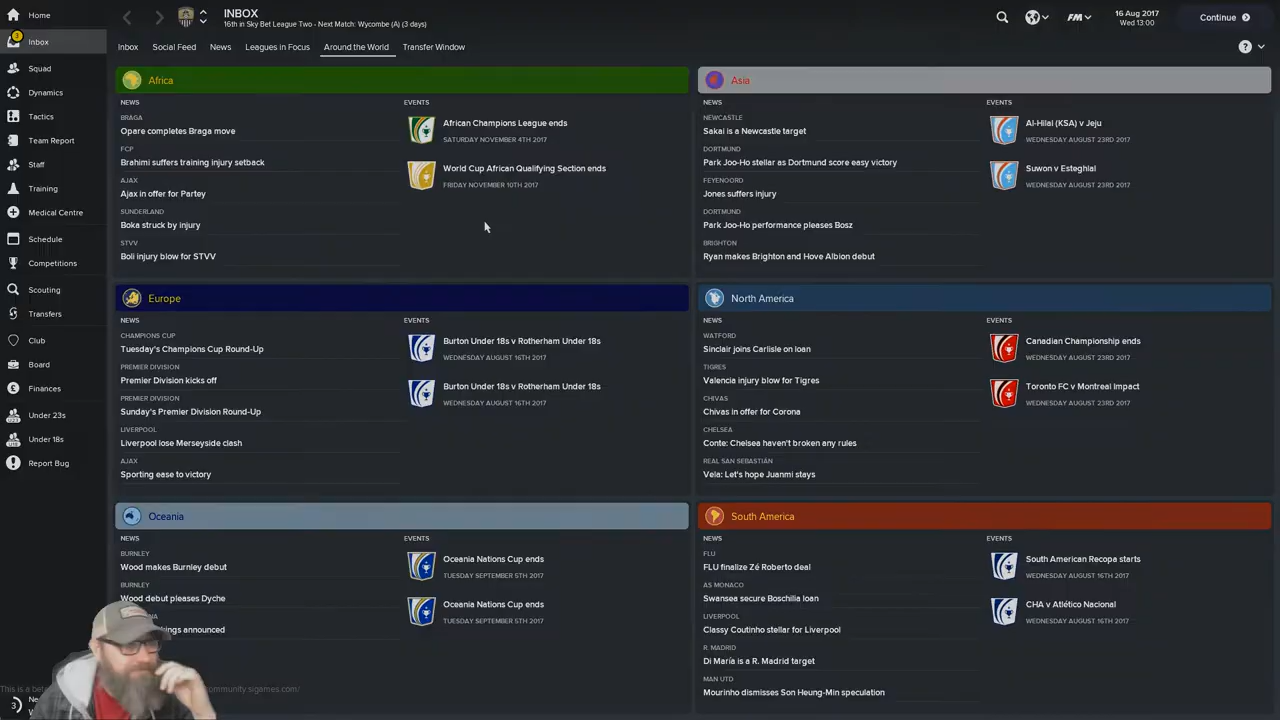 Home
3
Inbox
Squad
Dynamics
Tactics
Team Report
Staff
Training
Medical Centre
Schedule
Competitions
Scouting
Transfers
Club
Board
Finances
Under 23s
Under 18s
Report Bug
INBOX
16th in Sky Bet League Two - Next Match: Wycombe (A) (3 days)
FM
16 Aug 2017
Wed 13:00
Continue
Inbox
Social Feed
News
Leagues in Focus
Around the World
Transfer Window
?
Africa
NEWS
BRAGA
Opare completes Braga move
FCP
Brahimi suffers training injury setback
AJAX
Ajax in offer for Partey
SUNDERLAND
Boka struck by injury
STVV
Boli injury blow for STVV
EVENTS
African Champions League ends
SATURDAY NOVEMBER 4TH 2017
World Cup African Qualifying Section ends
FRIDAY NOVEMBER 10TH 2017
Asia
NEWS
NEWCASTLE
Sakai is a Newcastle target
DORTMUND
Park Joo-Ho stellar as Dortmund score easy victory
FEYENOORD
Jones suffers injury
DORTMUND
Park Joo-Ho performance pleases Bosz
BRIGHTON
Ryan makes Brighton and Hove Albion debut
EVENTS
Al-Hilal (KSA) v Jeju
WEDNESDAY AUGUST 23RD 2017
Suwon v Esteghlal
WEDNESDAY AUGUST 23RD 2017
Europe
NEWS
CHAMPIONS CUP
Tuesday's Champions Cup Round-Up
PREMIER DIVISION
Premier Division kicks off
PREMIER DIVISION
Sunday's Premier Division Round-Up
LIVERPOOL
Liverpool lose Merseyside clash
AJAX
Sporting ease to victory
EVENTS
Burton Under 18s v Rotherham Under 18s
WEDNESDAY AUGUST 16TH 2017
Burton Under 18s v Rotherham Under 18s
WEDNESDAY AUGUST 16TH 2017
North America
NEWS
WATFORD
Sinclair joins Carlisle on loan
TIGRES
Valencia injury blow for Tigres
CHIVAS
Chivas in offer for Corona
CHELSEA
Conte: Chelsea haven't broken any rules
REAL SAN SEBASTIÁN
Vela: Let's hope Juanmi stays
EVENTS
Canadian Championship ends
WEDNESDAY AUGUST 23RD 2017
Toronto FC v Montreal Impact
WEDNESDAY AUGUST 23RD 2017
Oceania
NEWS
BURNLEY
Wood makes Burney debut
BURNLEY
Wood debut pleases Dyche
announced
EVENTS
Oceania Nations Cup ends
TUESDAY SEPTEMBER 5TH 2017
Oceania Nations Cup ends
TUESDAY SEPTEMBER 5TH 2017
South America
NEWS
FLU
FLU finalize Zé Roberto deal
AS MONACO
Swansea secure Boschilia loan
LIVERPOOL
Classy Coutinho stellar for Liverpool
R. MADRID
Di María is a R. Madrid target
MAN UTD
Mourinho dismisses Son Heung-Min speculation
EVENTS
South American Recopa starts
WEDNESDAY AUGUST 16TH 2017
CHA v Atlético Nacional
WEDNESDAY AUGUST 16TH 2017
This is a community.sigames.com/
3